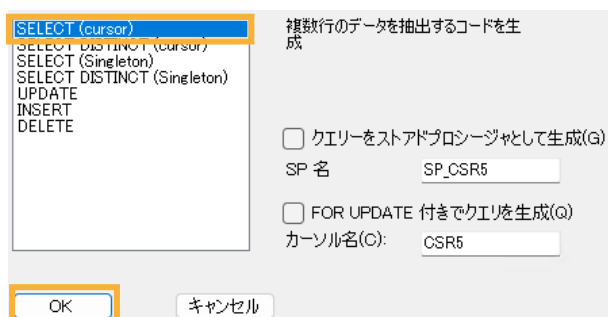 SELECT (cursor)
SELECT DISTINCT (cursor)
SELECT (Singleton)
SELECT DISTINCT (Singleton)
UPDATE
INSERT
DELETE
複数行のデータを抽出するコードを生
成
クエリーをストアドプロシージャとして生成(G)
SP 名 SP_CSR5
FOR UPDATE 付きでクエリを生成(Q)
カーソル名(C): CSR5
OK キャンセル